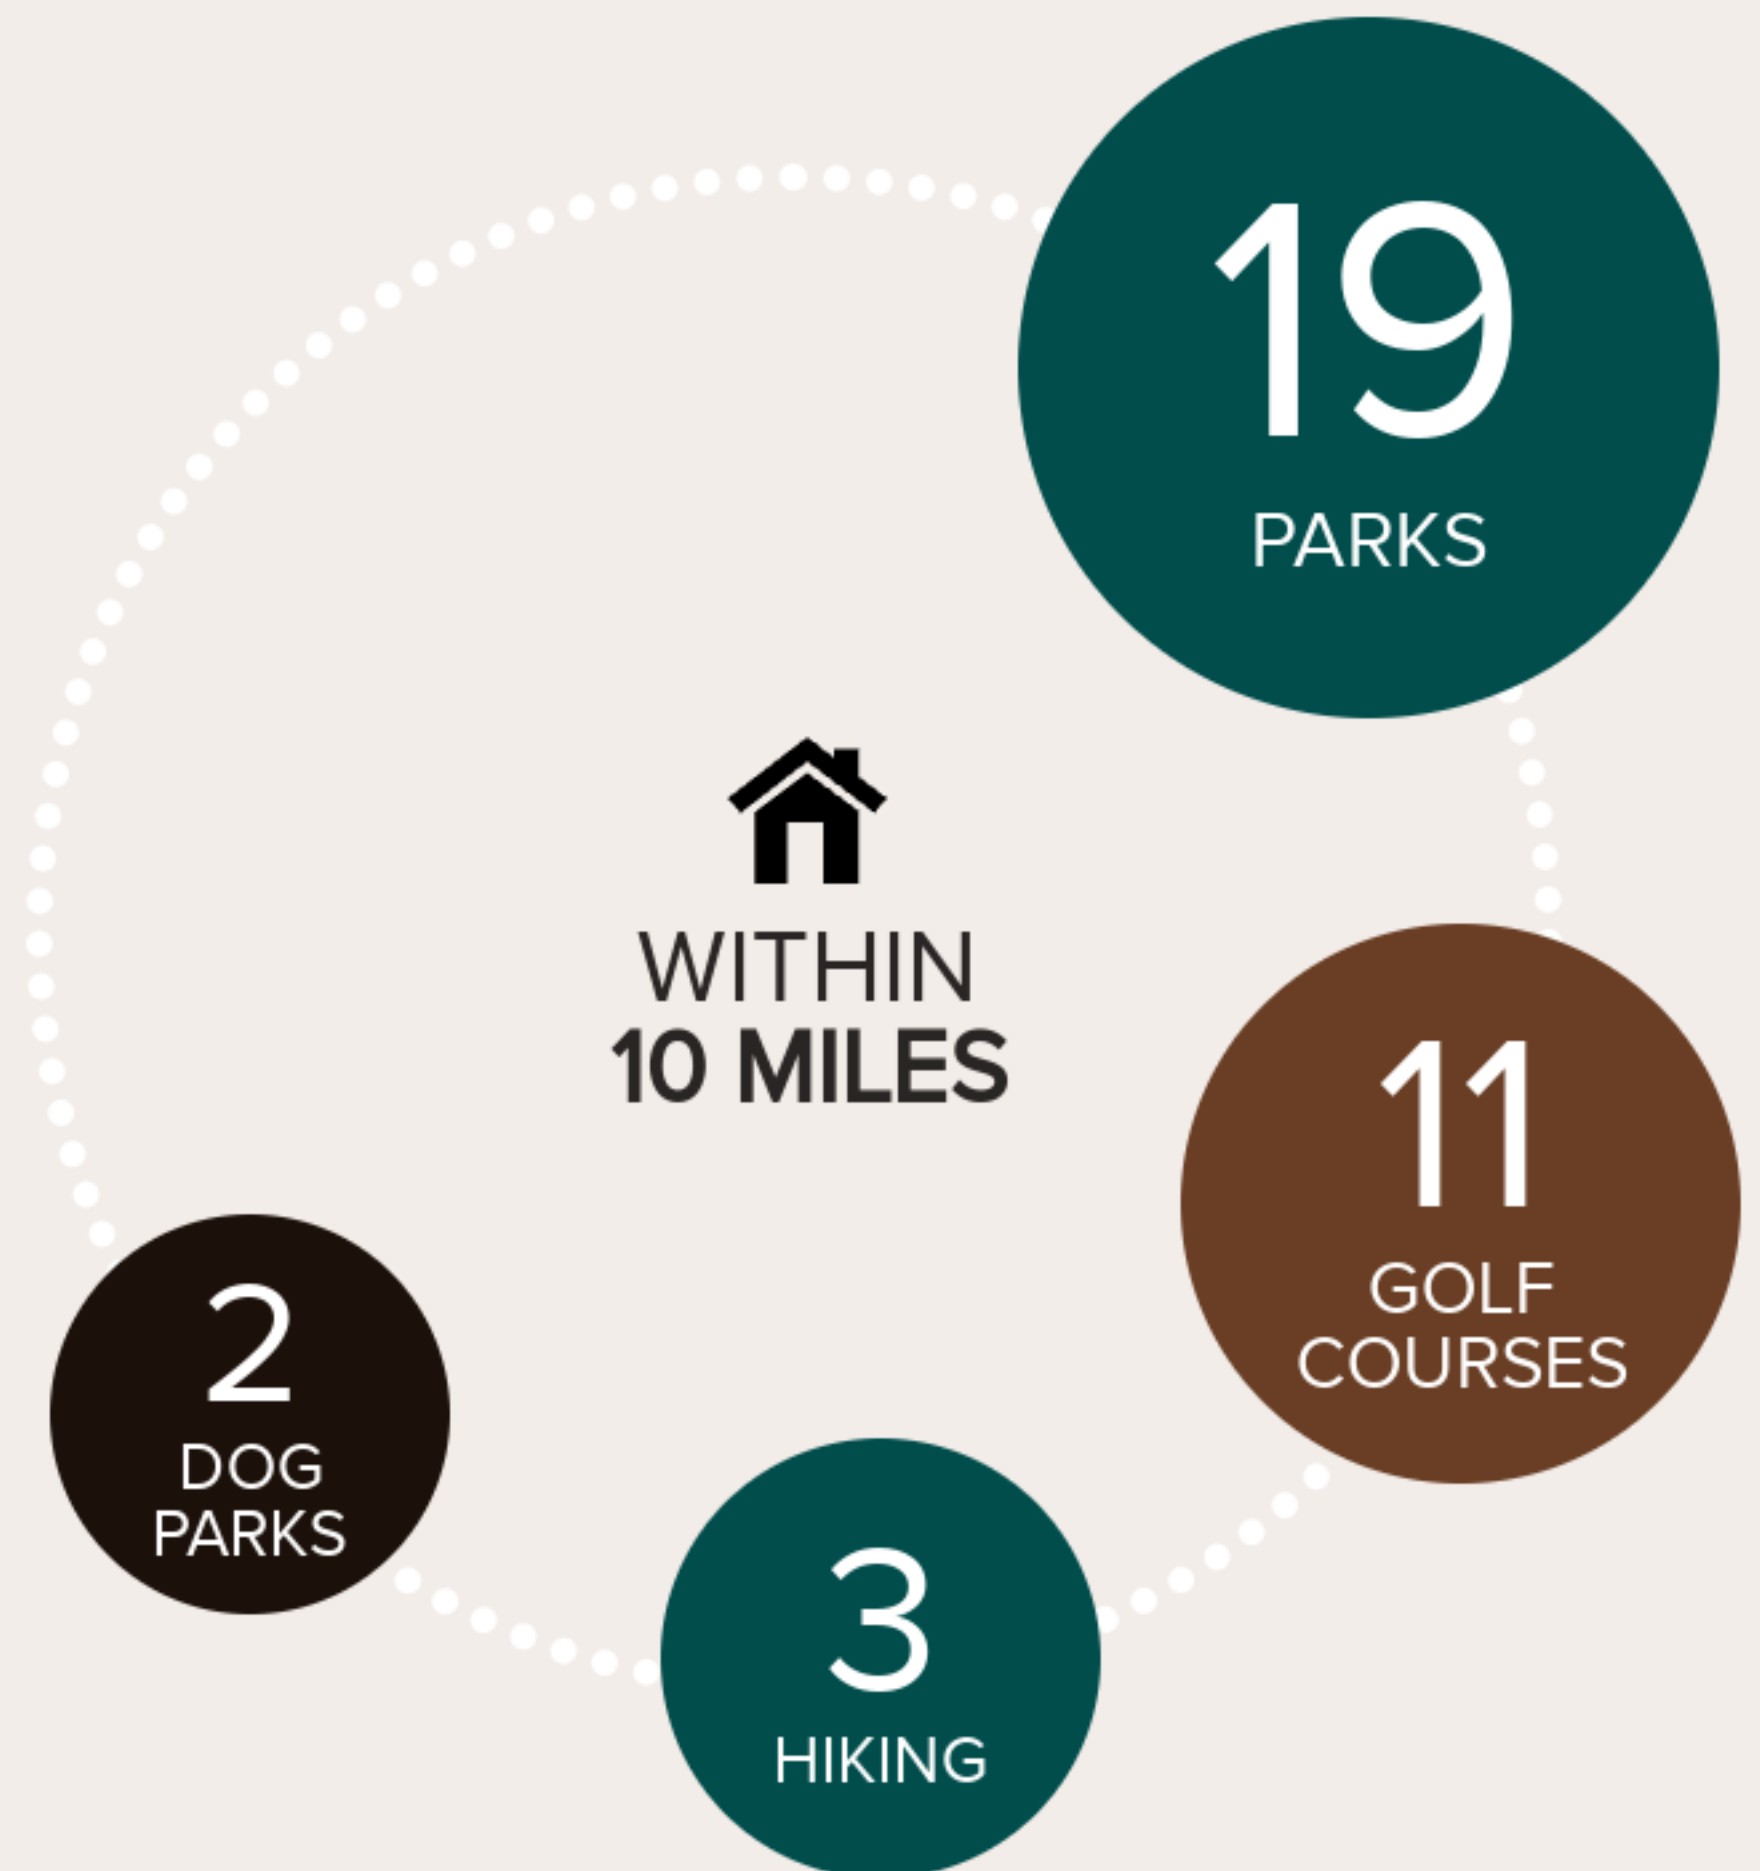 19
PARKS
WITHIN
10 MILES
11
GOLF
COURSES
2
DOG
PARKS
3
HIKING